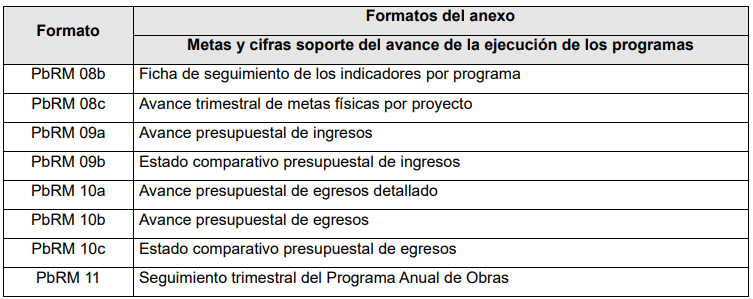 Formato
Formatos del anexo
Metas y cifras soporte del avance de la ejecución de los programas
PbRM 08b Ficha de seguimiento de los indicadores por programa
PbRM 08c Avance trimestral de metas físicas por proyecto
PbRM 09a Avance presupuestal de ingresos
PbRM 09b Estado comparativo presupuestal de ingresos
PbRM 10a Avance presupuestal de egresos detallado
PbRM 10b Avance presupuestal de egresos
PbRM 10c Estado comparativo presupuestal de egresos
PbRM 11 Seguimiento trimestral del Programa Anual de Obras